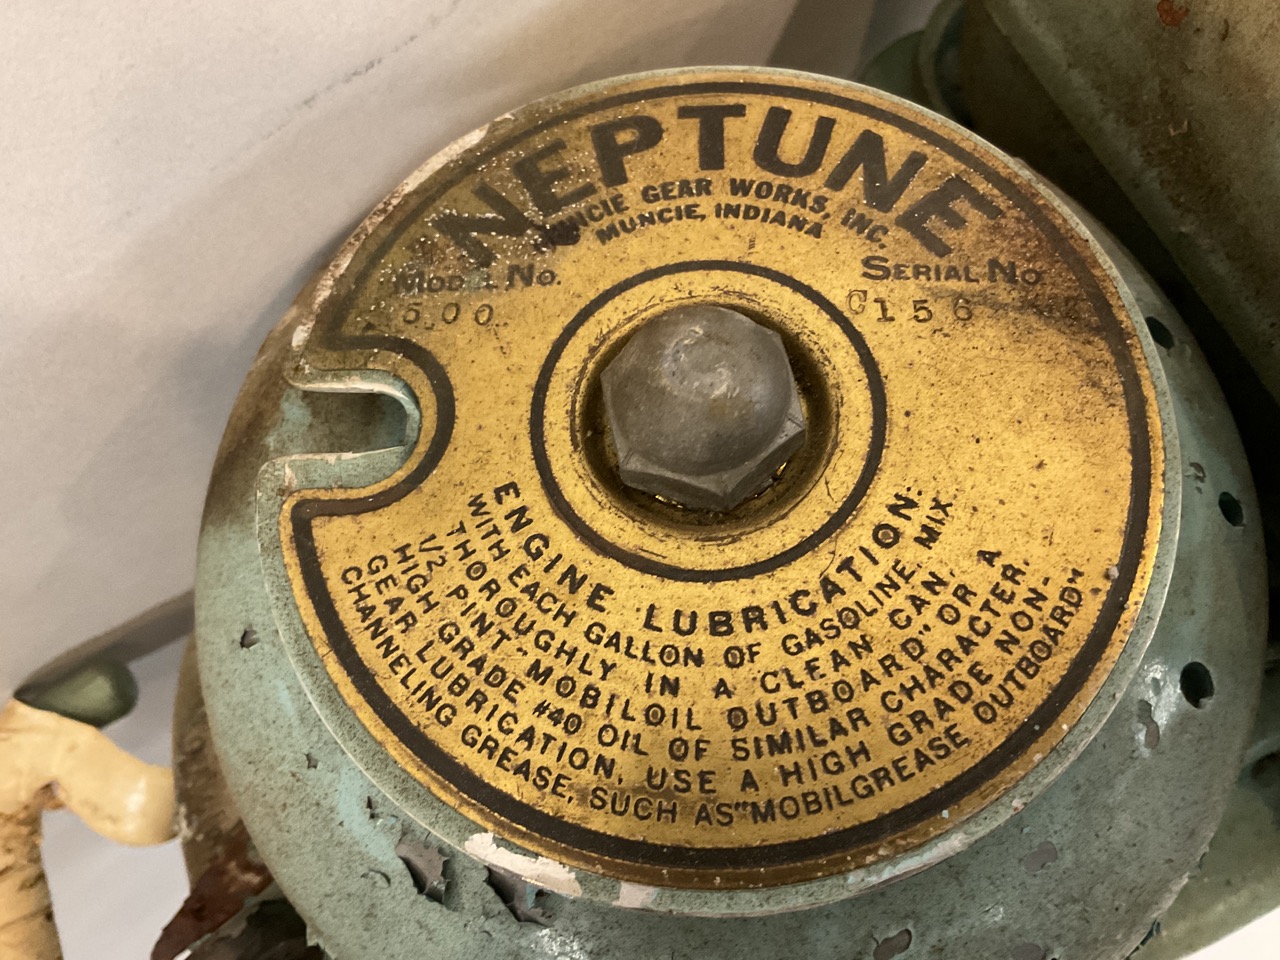 NEPTUNE
MUNCIE GEAR WORKS, INC.
MUNCIE, INDIANA
MODEL NO.
500
SERIAL NO
C156
ENGINE LUBRICATION:
WITH EACH GALLON OF GASOLINE, MIX
THOROUGHLY IN A CLEAN CAN,
1/2 PINT - MOBILOIL OUTBOARD" OR A
HIGH GRADE #40 OIL OF SIMILAR CHARACTER.
GEAR LUBRICATION, USE A HIGH GRADE NON-
CHANNELING GREASE, SUCH AS "MOBILGREASE OUTBOARD"